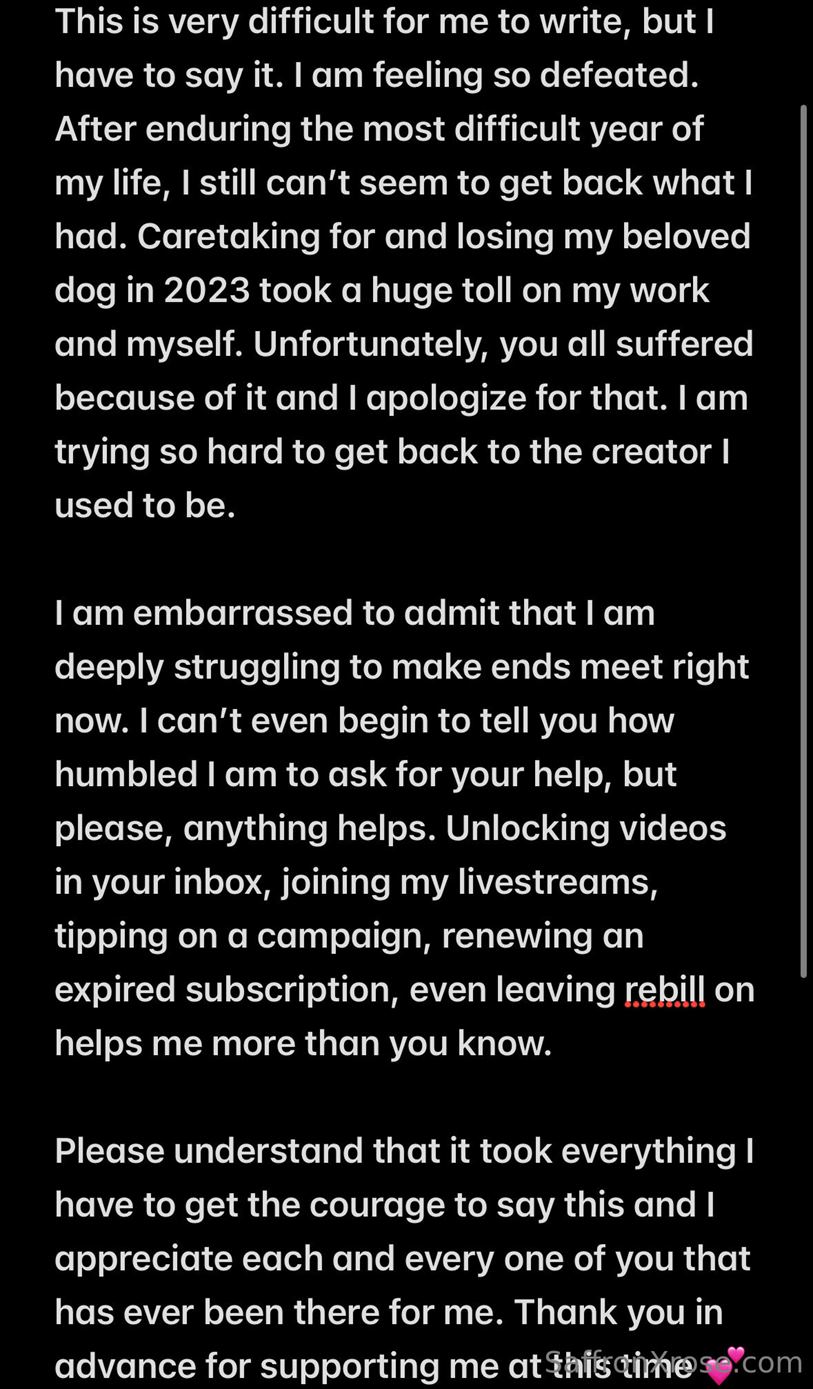 This is very difficult for me to write, but I
have to say it. I am feeling so defeated.
After enduring the most difficult year of
my life, I still can’t seem to get back what I
had. Caretaking for and losing my beloved
dog in 2023 took a huge toll on my work
and myself. Unfortunately, you all suffered
because of it and I apologize for that. I am
trying so hard to get back to the creator I
used to be.
I am embarrassed to admit that I am
deeply struggling to make ends meet right
now. I can’t even begin to tell you how
humbled I am to ask for your help, but
please, anything helps. Unlocking videos
in your inbox, joining my livestreams,
tipping on a campaign, renewing an
expired subscription, even leaving rebill on
helps me more than you know.
Please understand that it took everything I
have to get the courage to say this and I
appreciate each and every one of you that
has ever been there for me. Thank you in
advance for supporting me at this time 💕
SaffronXrose.com